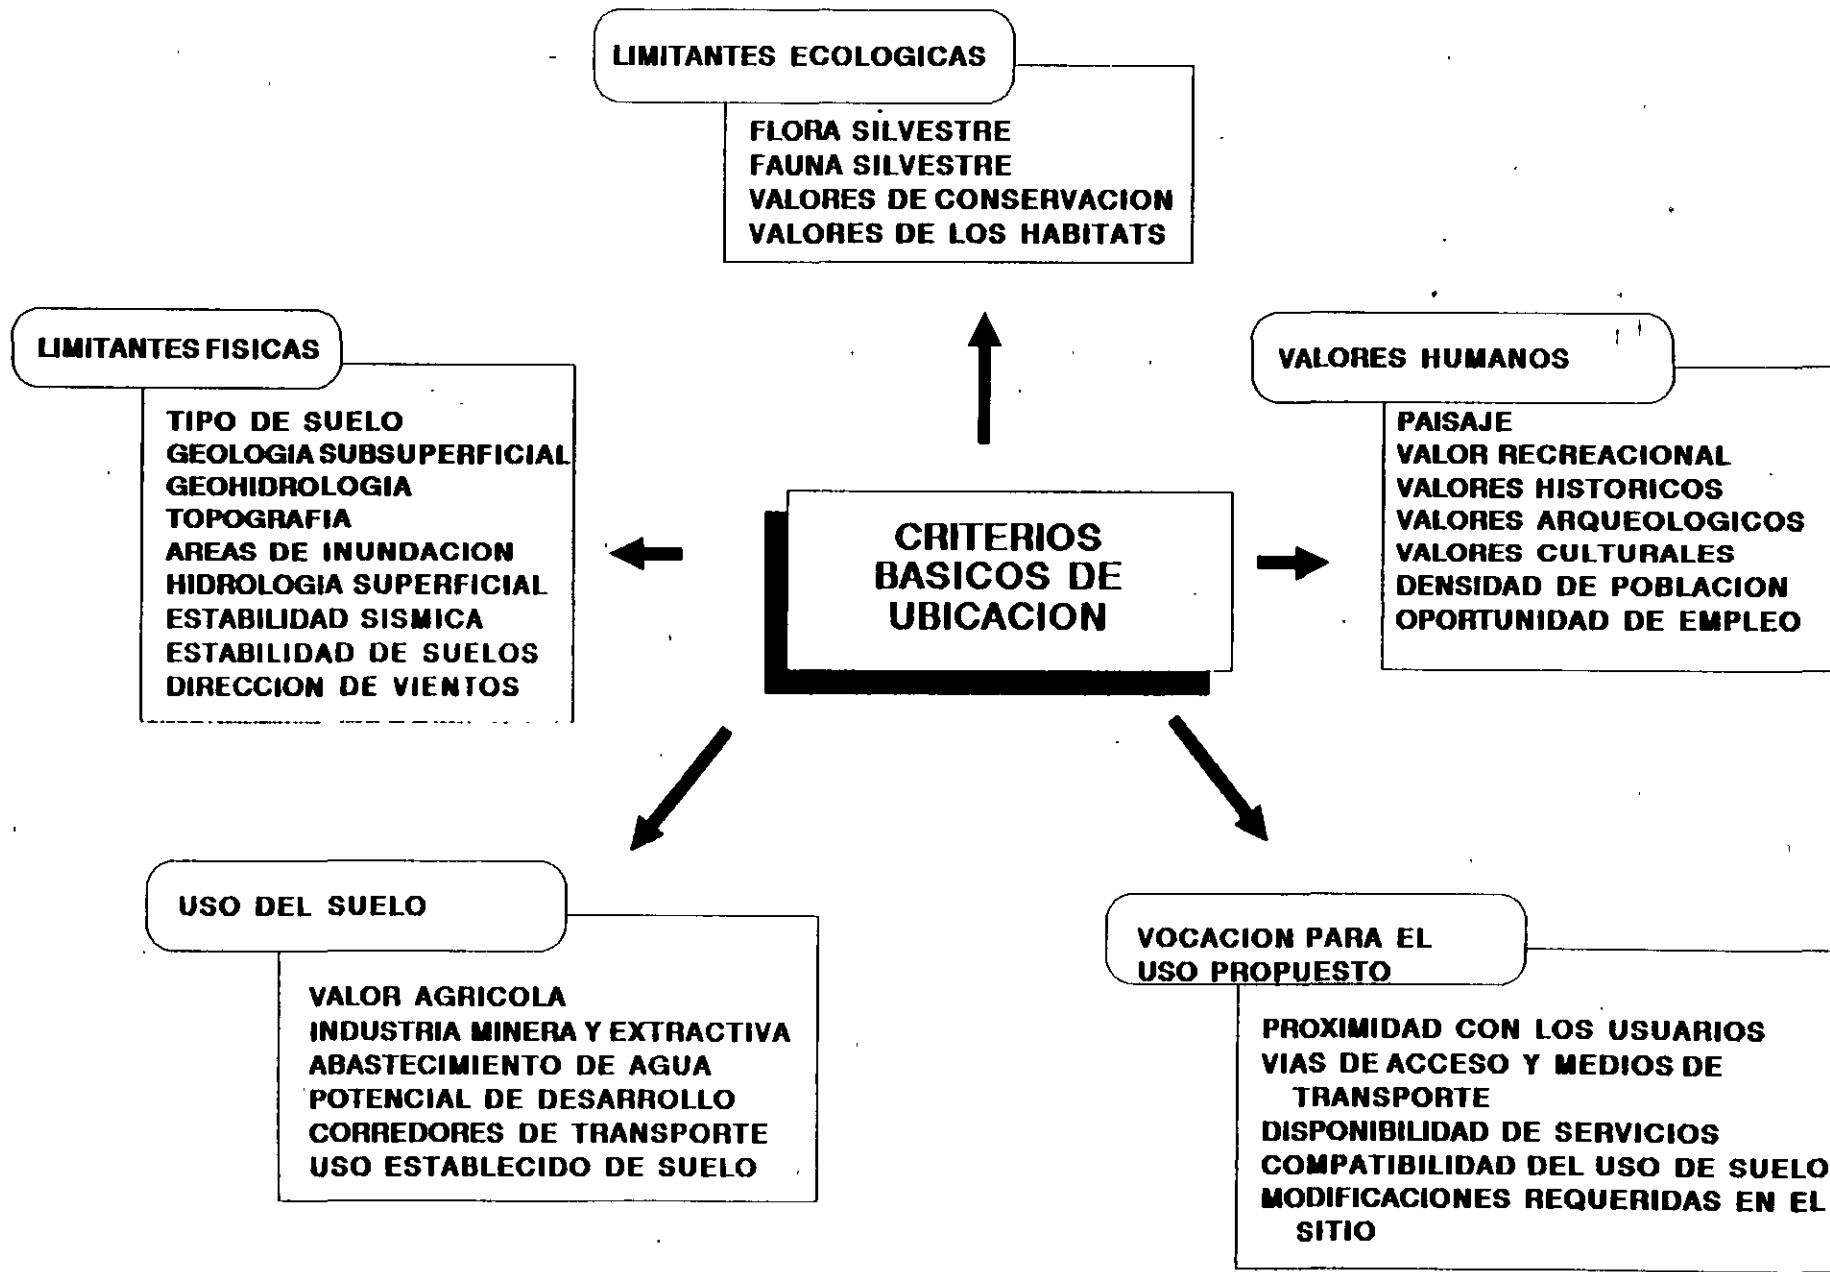 LIMITANTES ECOLOGICAS
FLORA SILVESTRE
FAUNA SILVESTRE
VALORES DE CONSERVACION
VALORES DE LOS HABITATS
LIMITANTES FISICAS
TIPO DE SUELO
GEOLOGIA SUBSUPERFICIAL
GEOHIDROLOGIA
TOPOGRAFIA
AREAS DE INUNDACION
HIDROLOGIA SUPERFICIAL
ESTABILIDAD SISMICA
ESTABILIDAD DE SUELOS
DIRECCION DE VIENTOS
CRITERIOS
BASICOS DE
UBICACION
VALORES HUMANOS
PAISAJE
VALOR RECREACIONAL
VALORES HISTORICOS
VALORES ARQUEOLOGICOS
VALORES CULTURALES
DENSIDAD DE POBLACION
OPORTUNIDAD DE EMPLEO
USO DEL SUELO
VALOR AGRICOLA
INDUSTRIA MINERA Y EXTRACTIVA
ABASTECIMIENTO DE AGUA
POTENCIAL DE DESARROLLO
CORREDORES DE TRANSPORTE
USO ESTABLECIDO DE SUELO
VOCACION PARA EL
USO PROPUESTO
PROXIMIDAD CON LOS USUARIOS
VIAS DE ACCESO Y MEDIOS DE
TRANSPORTE
DISPONIBILIDAD DE SERVICIOS
COMPATIBILIDAD DEL USO DE SUELO
MODIFICACIONES REQUERIDAS EN EL
SITIO